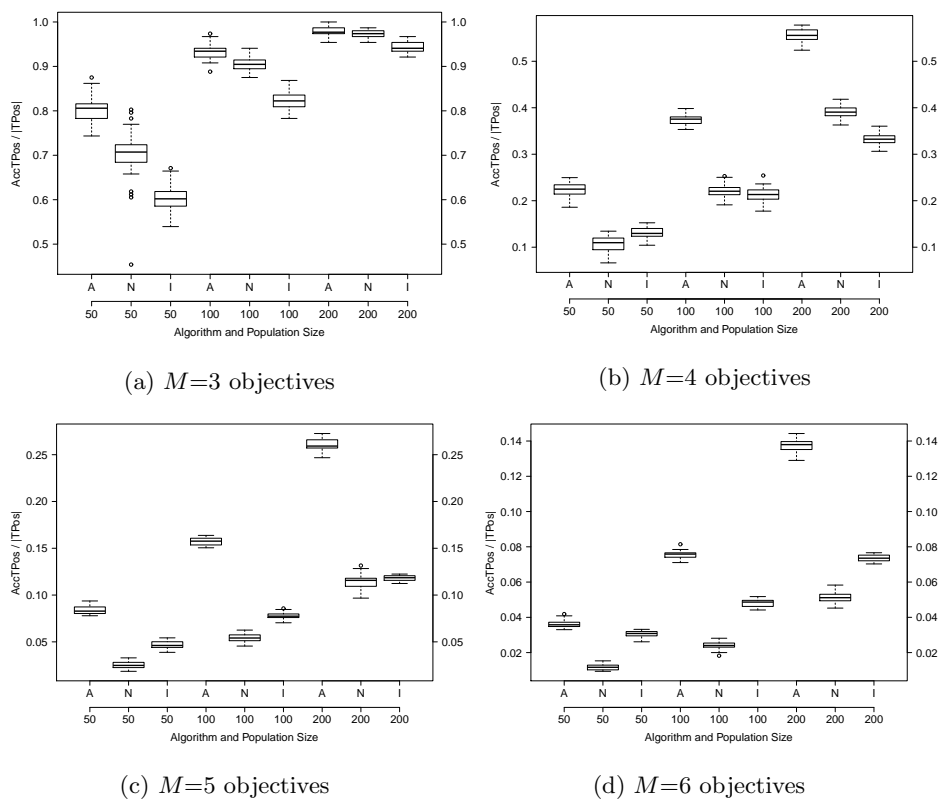 1.0 1.0
0.9 0.9
0.8 0.8
0.7 0.7
0.6 0.6
0.5 0.5
AccTPos / |TPos|
A N I A N I A N I
50 50 50 100 100 100 200 200 200
Algorithm and Population Size
(a) M=3 objectives
0.5 0.5
0.4 0.4
0.3 0.3
0.2 0.2
0.1 0.1
AccTPos / |TPos|
A N I A N I A N I
50 50 50 100 100 100 200 200 200
Algorithm and Population Size
(b) M=4 objectives
0.25 0.25
0.20 0.20
0.15 0.15
0.10 0.10
0.05 0.05
AccTPos / |TPos|
A N I A N I A N I
50 50 50 100 100 100 200 200 200
Algorithm and Population Size
(c) M=5 objectives
0.14 0.14
0.12 0.12
0.10 0.10
0.08 0.08
0.06 0.06
0.04 0.04
0.02 0.02
AccTPos / |TPos|
A N I A N I A N I
50 50 50 100 100 100 200 200 200
Algorithm and Population Size
(d) M=6 objectives